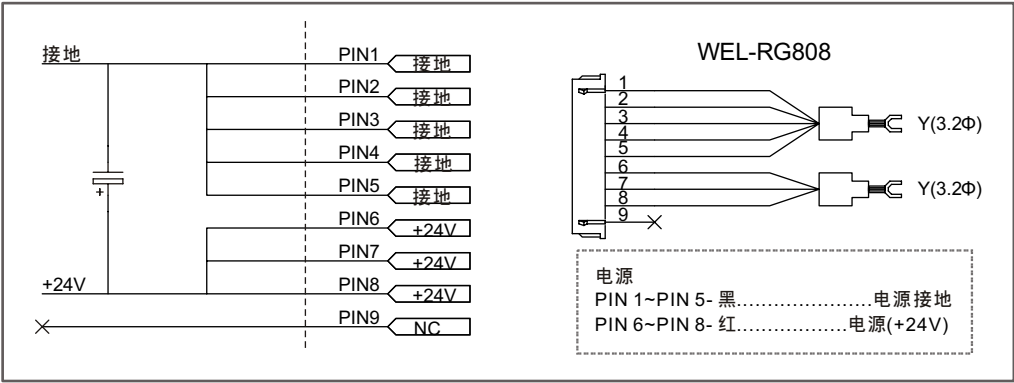 接地
+24V
+
PIN1 接地
PIN2 接地
PIN3 接地
PIN4 接地
PIN5 接地
PIN6 +24V
PIN7 +24V
PIN8 +24V
PIN9 NC
WEL-RG808
1
2
3
4
5
6
7
8
9
Y(3.2Φ)
Y(3.2Φ)
电源
PIN 1~PIN 5- 黑......................电源接地
PIN 6~PIN 8- 红..................电源(+24V)